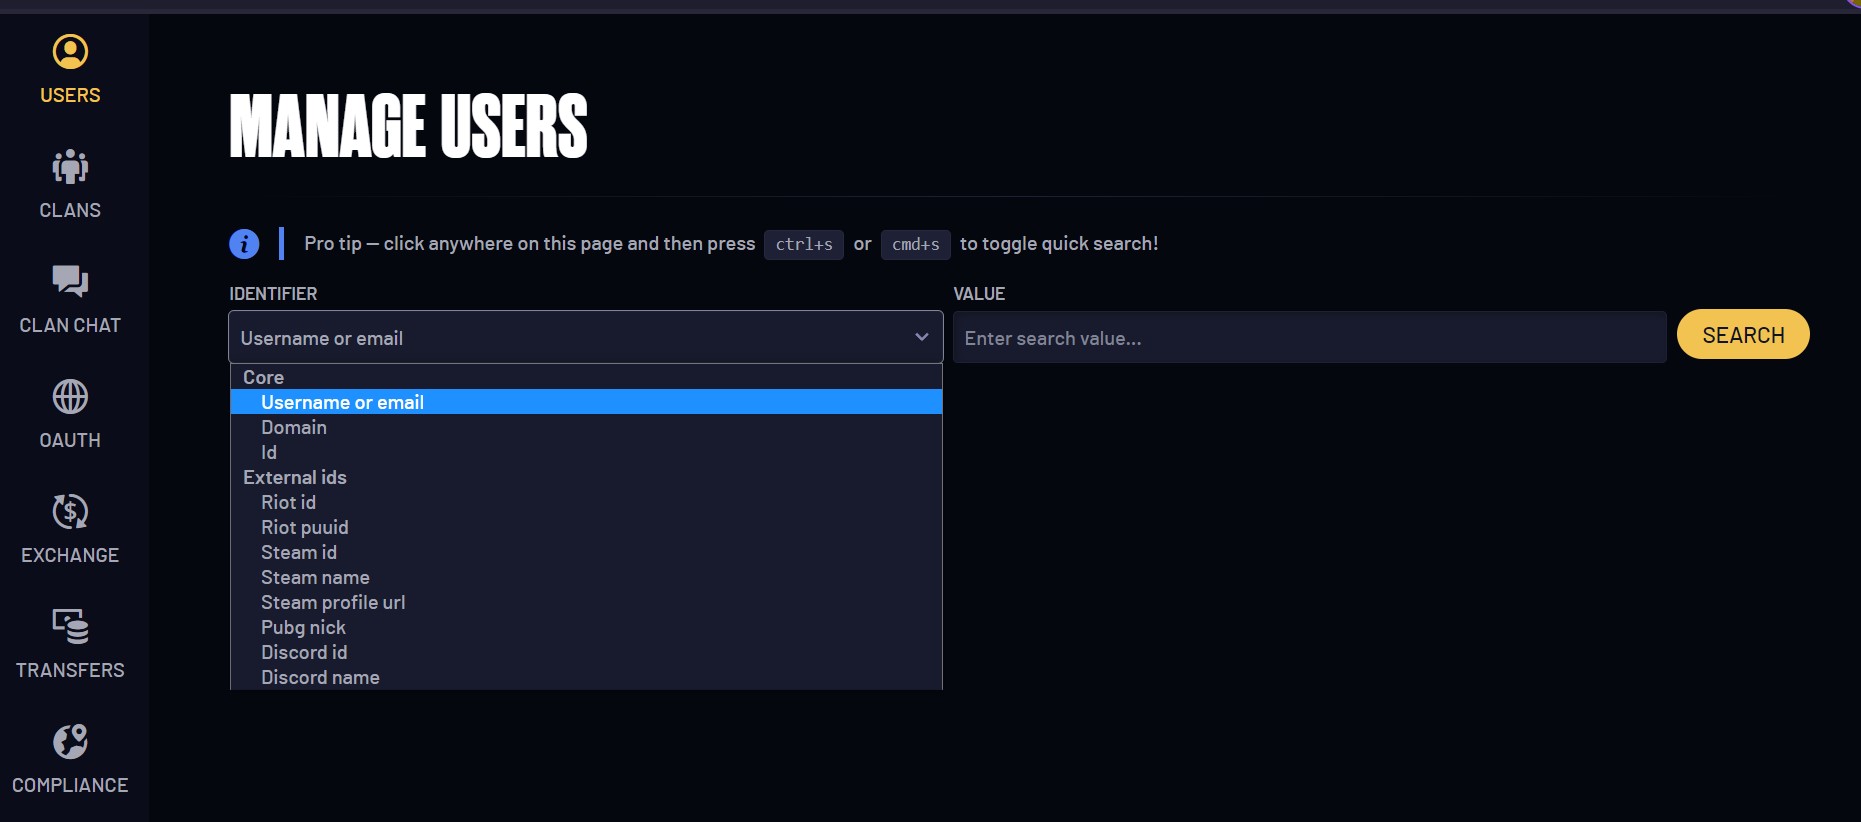 USERS
CLANS
CLAN CHAT
OAUTH
EXCHANGE
TRANSFERS
COMPLIANCE
MANAGE USERS
i Pro tip — click anywhere on this page and then press ctrl+s or cmd+s to toggle quick search!
IDENTIFIER
Username or email
Core
Username or email
Domain
Id
External ids
Riot id
Riot puuid
Steam id
Steam name
Steam profile url
Pubg nick
Discord id
Discord name
VALUE
Enter search value...
SEARCH